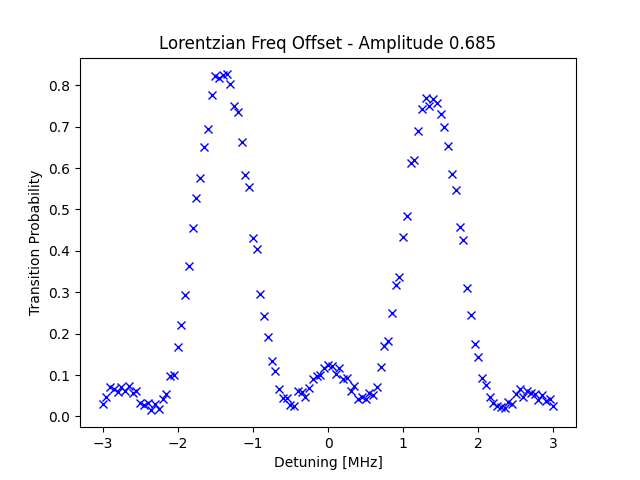 Lorentzian Freq Offset - Amplitude 0.685
Transition Probability
0.8
0.7
0.6
0.5
0.4
0.3
0.2
0.1
0.0
−3 −2 −1 0 1 2 3
Detuning [MHz]